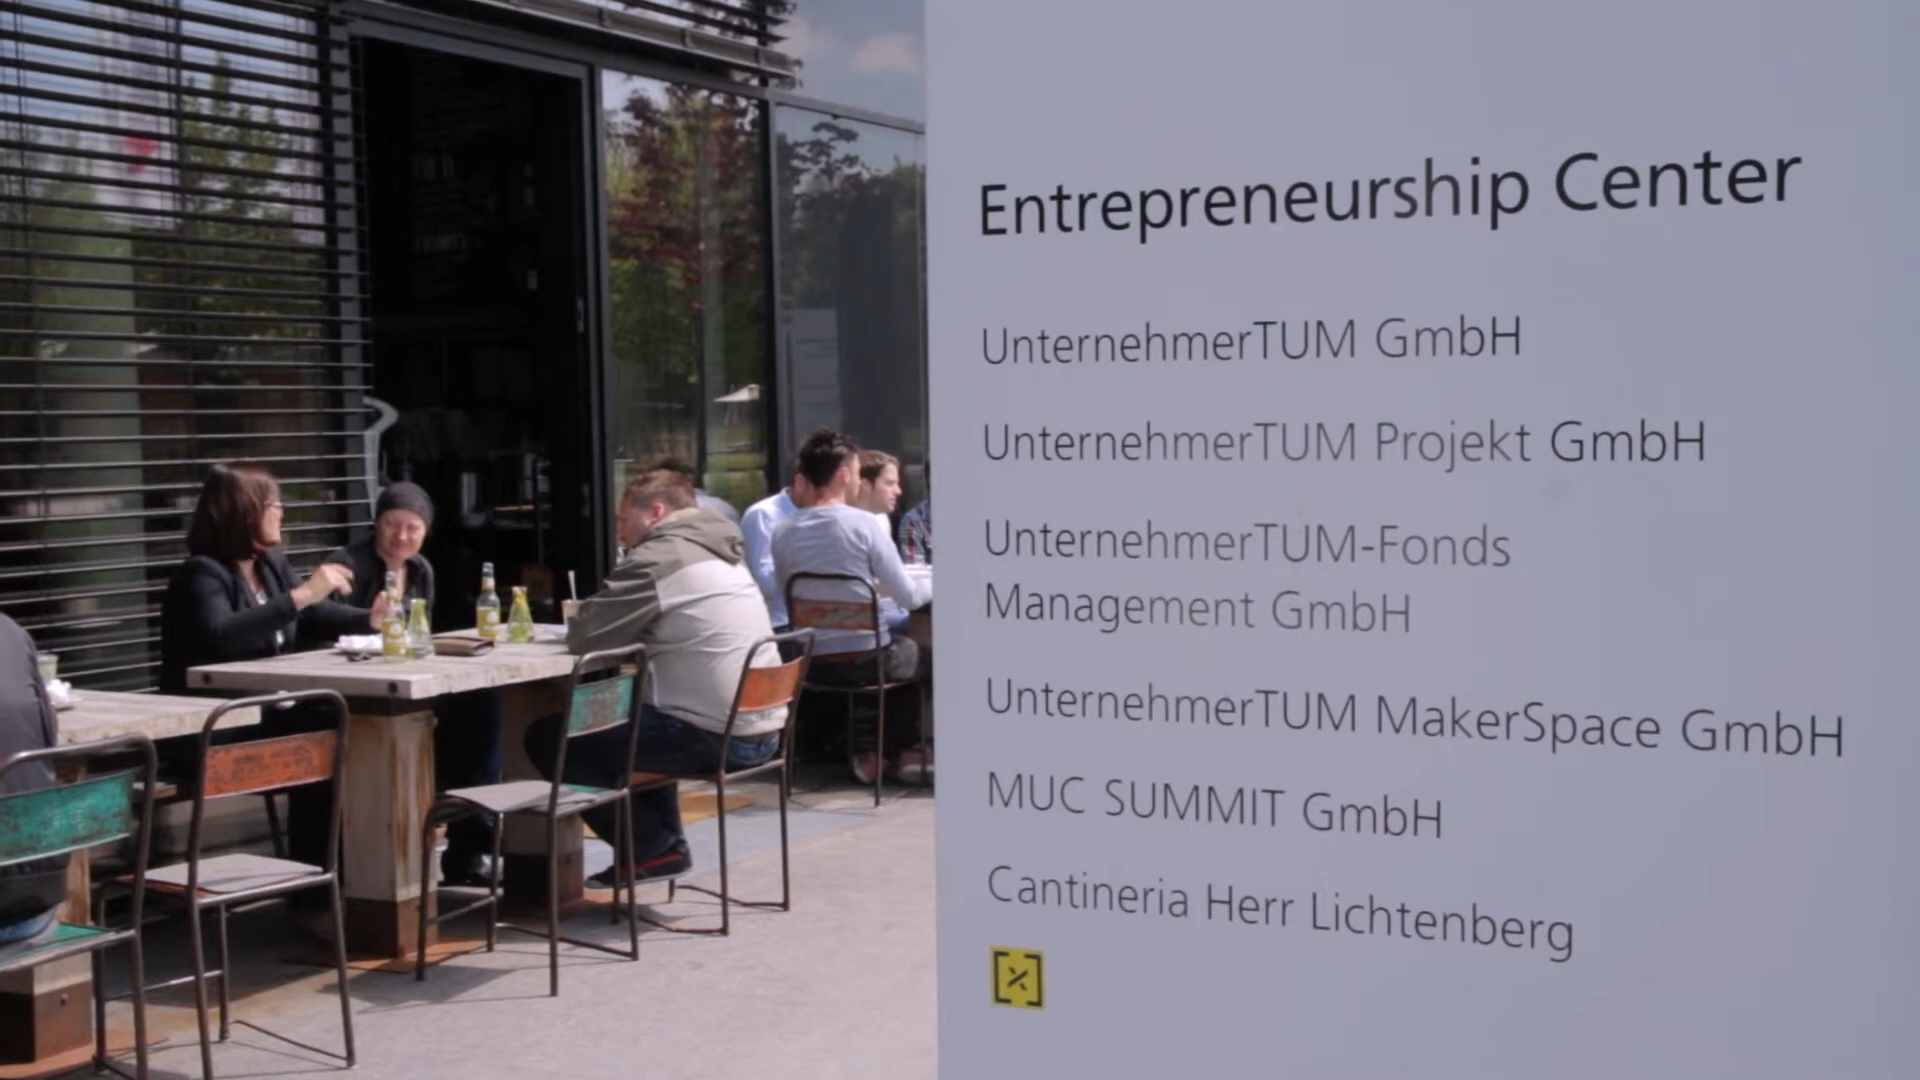 Entrepreneurship Center
UnternehmerTUM GmbH
UnternehmerTUM Projekt GmbH
UnternehmerTUM-Fonds
Management GmbH
UnternehmerTUM MakerSpace GmbH
MUC SUMMIT GmbH
Cantineria Herr Lichtenberg